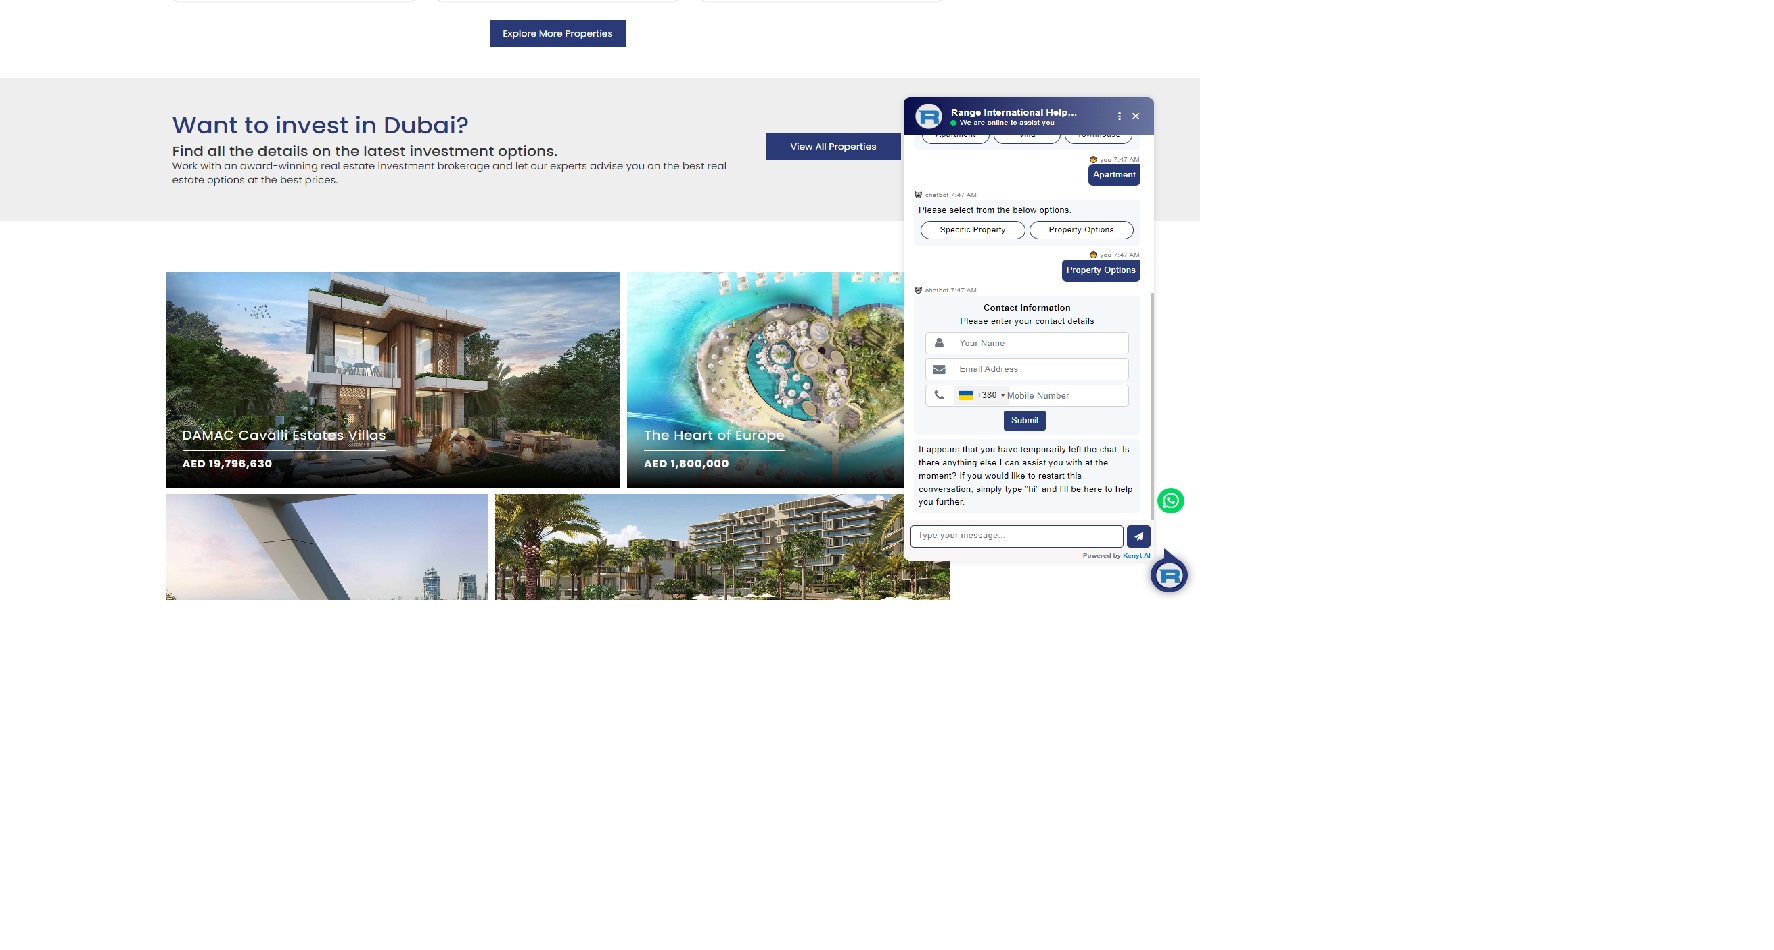 Explore More Properties
Want to invest in Dubai?
Find all the details on the latest investment options.
Work with an award-winning real estate investment brokerage and let our experts advise you on the best real
estate options at the best prices.
View All Properties
DAMAC Cavalli Estates Villas
AED 19,796,630
The Heart of Europe
AED 1,800,000
Range International Help...
We are online to assist you
Apartment
Villa
Townhouse
you 7:47 AM
Apartment
chatbot 7:47 AM
Please select from the below options.
Specific Property
Property Options
you 7:47 AM
Property Options
chatbot 7:47 AM
Contact Information
Please enter your contact details
Your Name
Email Address
+380
Mobile Number
Submit
It appears that you have temporarily left the chat. Is
there anything else I can assist you with at the
moment? If you would like to restart this
conversation, simply type "hi" and I'll be here to help
you further.
Type your message...
Powered by Kenyt.AI